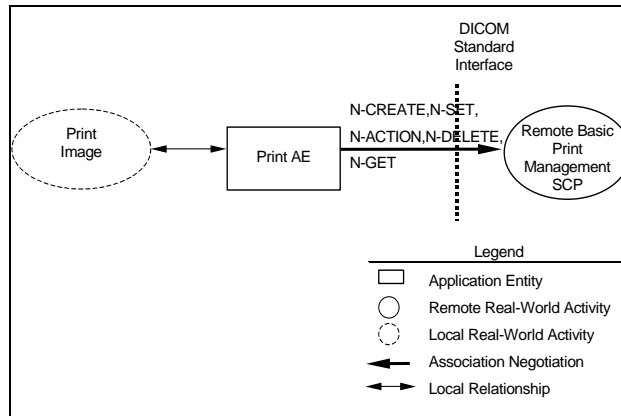 DICOM
Standard
Interface
N-CREATE,N-SET,
N-ACTION,N-DELETE,
N-GET
Print
Image
Print AE
Remote Basic
Print
Management
SCP
Legend
Application Entity
Remote Real-World Activity
Local Real-World Activity
Association Negotiation
Local Relationship